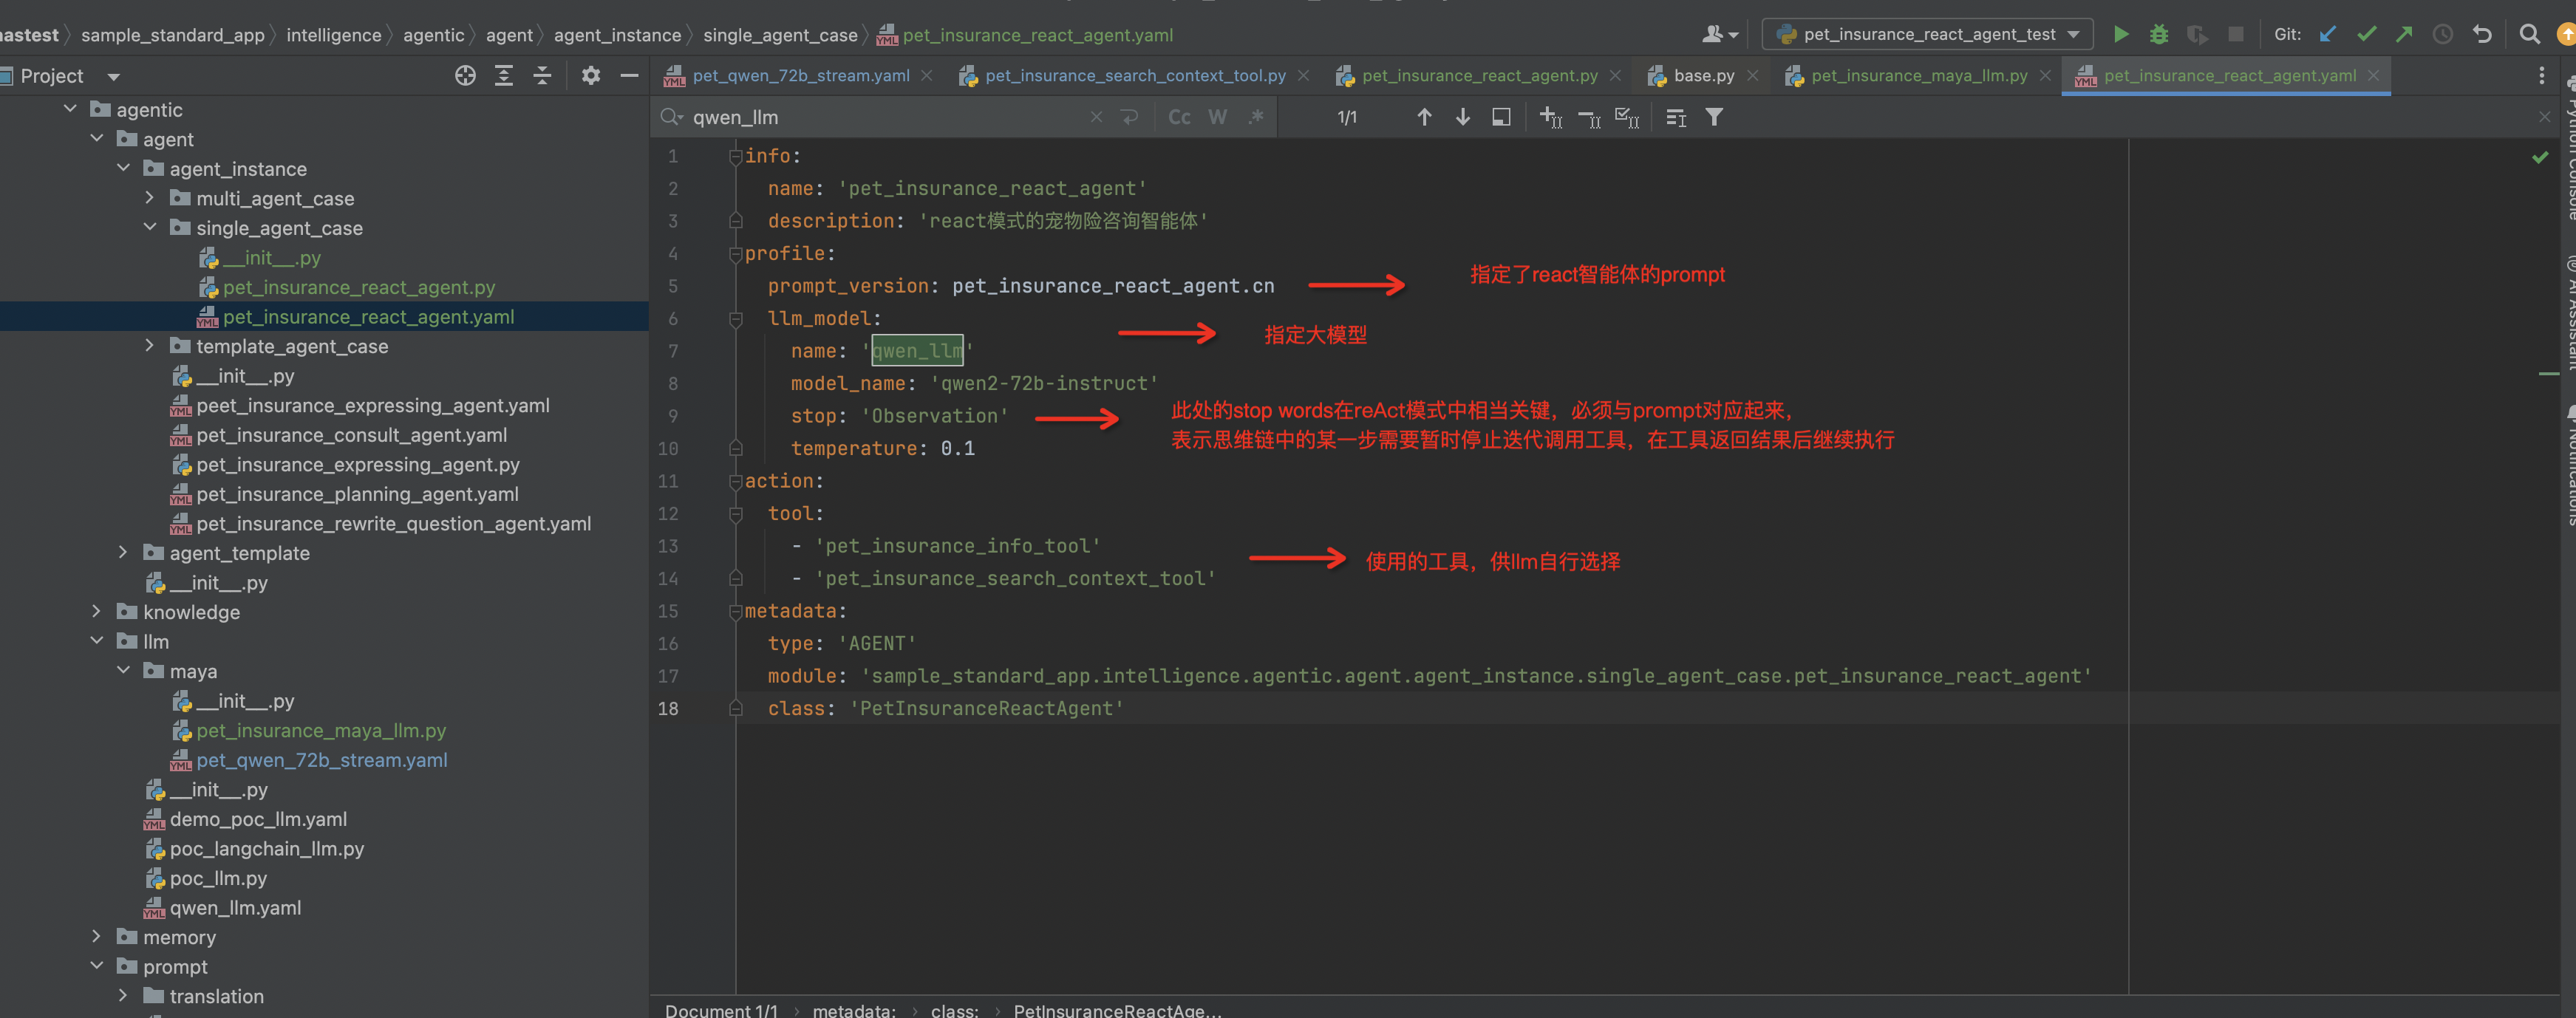 nastest sample_standard_app intelligence agentic agent agent_instance single_agent_case pet_insurance_react_agent.yaml pet_insurance_react_agent_test Git:
Project
pet_qwen_72b_stream.yaml pet_insurance_search_context_tool.py pet_insurance_react_agent.py base.py pet_insurance_maya_llm.py pet_insurance_react_agent.yaml
qwen_llm Cc W .* 1/1
agentic
agent
agent_instance
multi_agent_case
single_agent_case
__init__.py
pet_insurance_react_agent.py
pet_insurance_react_agent.yaml
template_agent_case
__init__.py
peet_insurance_expressing_agent.yaml
pet_insurance_consult_agent.yaml
pet_insurance_expressing_agent.py
pet_insurance_planning_agent.yaml
pet_insurance_rewrite_question_agent.yaml
agent_template
__init__.py
knowledge
llm
maya
__init__.py
pet_insurance_maya_llm.py
pet_qwen_72b_stream.yaml
__init__.py
demo_poc_llm.yaml
poc_langchain_llm.py
poc_llm.py
qwen_llm.yaml
memory
prompt
translation
1 info:
2 name: 'pet_insurance_react_agent'
3 description: 'react模式的宠物险咨询智能体'
4 profile:
5 prompt_version: pet_insurance_react_agent.cn
指定了react智能体的prompt
6 llm_model:
指定大模型
7 name: 'qwen_llm'
8 model_name: 'qwen2-72b-instruct'
9 stop: 'Observation'
此处的stop words在reAct模式中相当关键，必须与prompt对应起来，
表示思维链中的某一步需要暂时停止迭代调用工具，在工具返回结果后继续执行
10 temperature: 0.1
11 action:
12 tool:
13 - 'pet_insurance_info_tool'
使用的工具，供llm自行选择
14 - 'pet_insurance_search_context_tool'
15 metadata:
16 type: 'AGENT'
17 module: 'sample_standard_app.intelligence.agentic.agent.agent_instance.single_agent_case.pet_insurance_react_agent'
18 class: 'PetInsuranceReactAgent'
Document 1/1 metadata: class: PetInsuranceReactAge...
Python Console
AI Assistant
Notifications